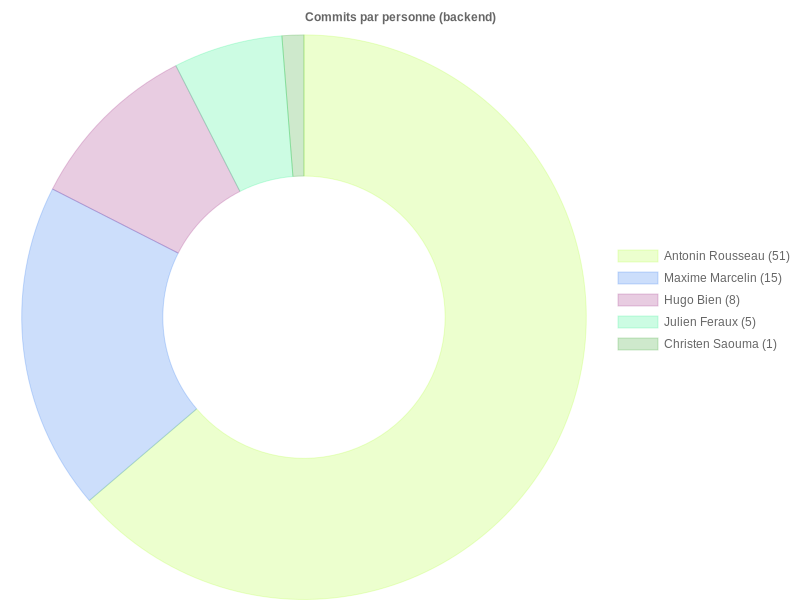 Commits par personne (backend)
Antonin Rousseau (51)
Maxime Marcelin (15)
Hugo Bien (8)
Julien Feraux (5)
Christen Saouma (1)